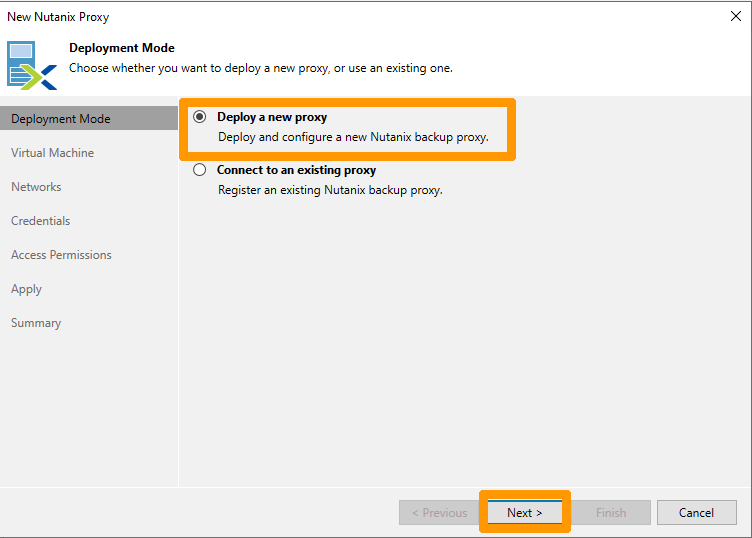 New Nutanix Proxy
Deployment Mode
Choose whether you want to deploy a new proxy, or use an existing one.
Deployment Mode
Virtual Machine
Networks
Credentials
Access Permissions
Apply
Summary
Deploy a new proxy
Deploy and configure a new Nutanix backup proxy.
Connect to an existing proxy
Register an existing Nutanix backup proxy.
< Previous
Next >
Finish
Cancel